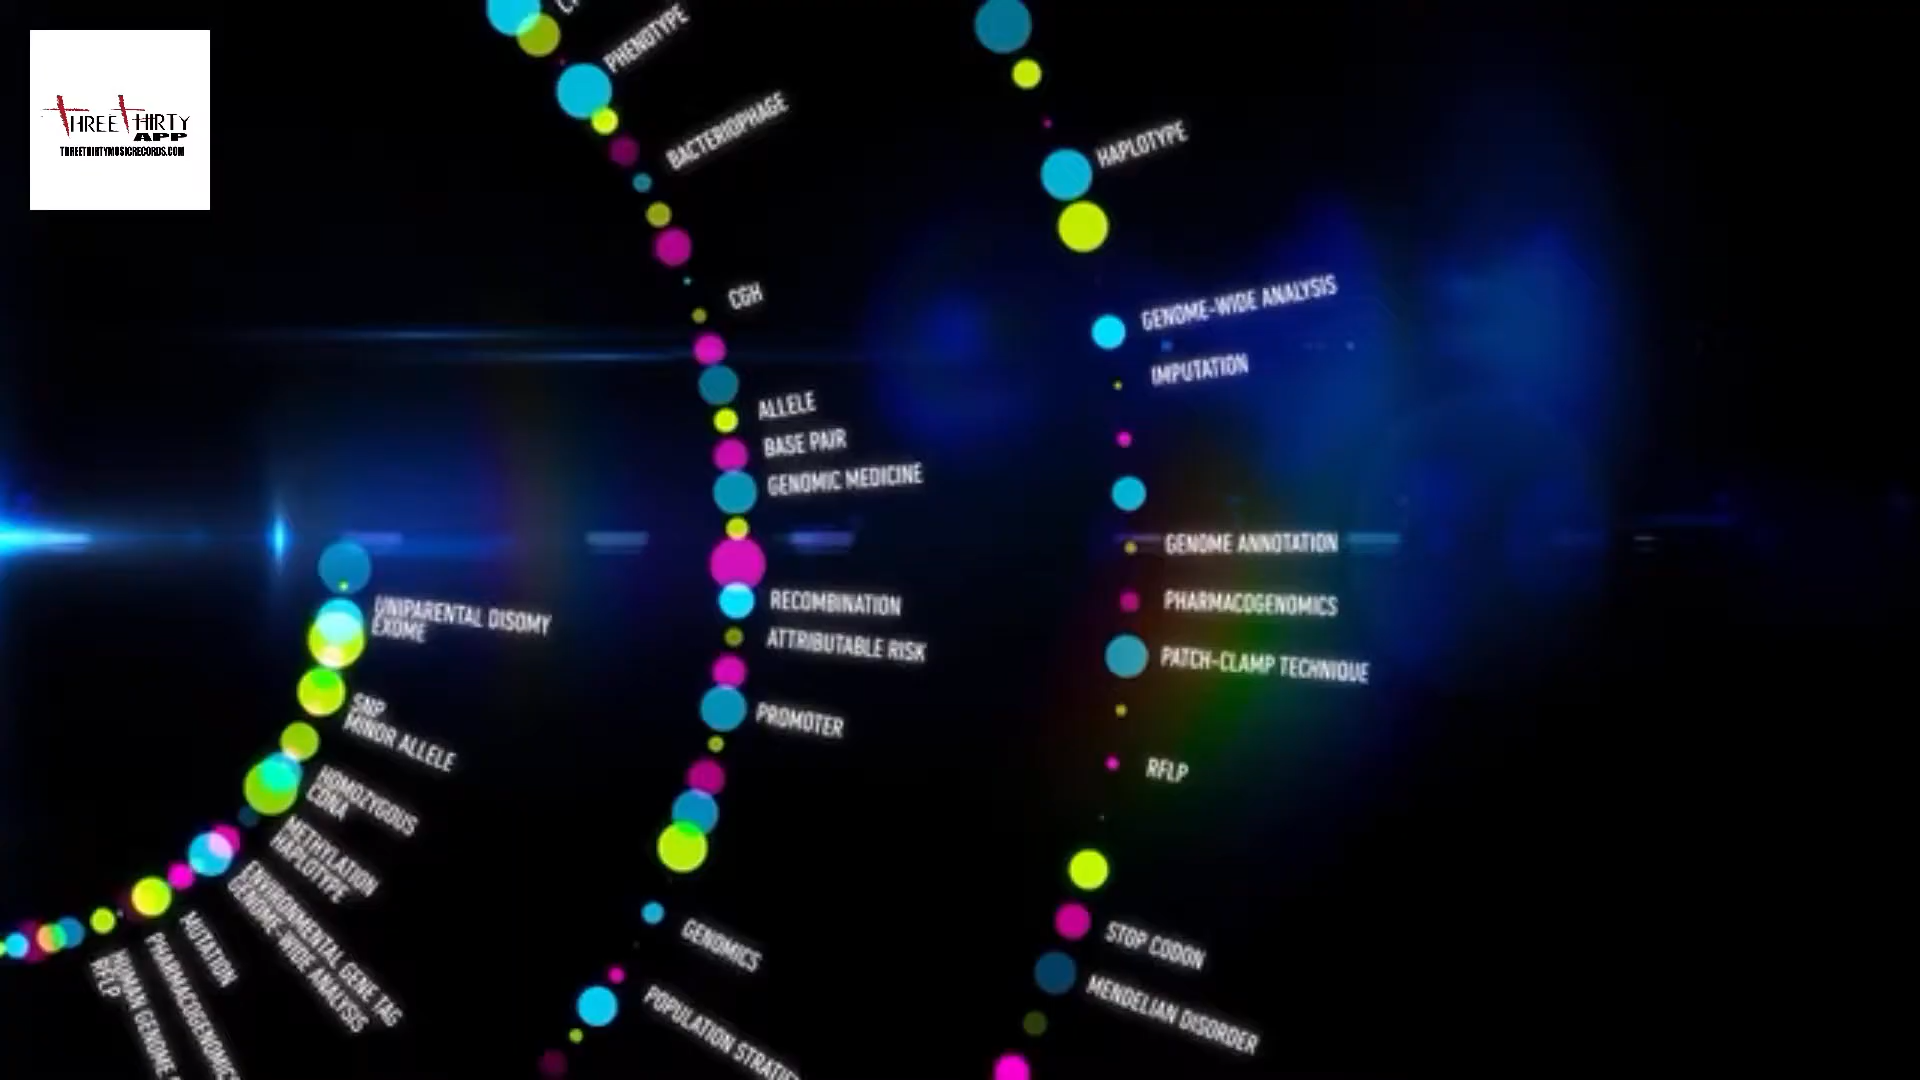 THREE THIRTY
APP
THREETHIRTYMUSICRECORDS.COM
PHENOTYPE
BACTERIOPHAGE
CGH
ALLELE
BASE PAIR
GENOMIC MEDICINE
RECOMBINATION
ATTRIBUTABLE RISK
PROMOTER
GENOMICS
POPULATION
HAPLOTYPE
GENOME-WIDE ANALYSIS
IMPUTATION
GENOME ANNOTATION
PHARMACOGENOMICS
PATCH-CLAMP TECHNIQUE
RFLP
STOP CODON
MENDELIAN DISORDER
UNIPARENTAL DISOMY
EXOME
SNP
MINOR ALLELE
HOMOZYGOUS
CDNA
METHYLATION
HAPLOTYPE
ENVIRONMENTAL GENE TAG
GENOME-WIDE ANALYSIS
MUTATION
PHARMACOGENOMICS
HUMAN GENOME
RFLP